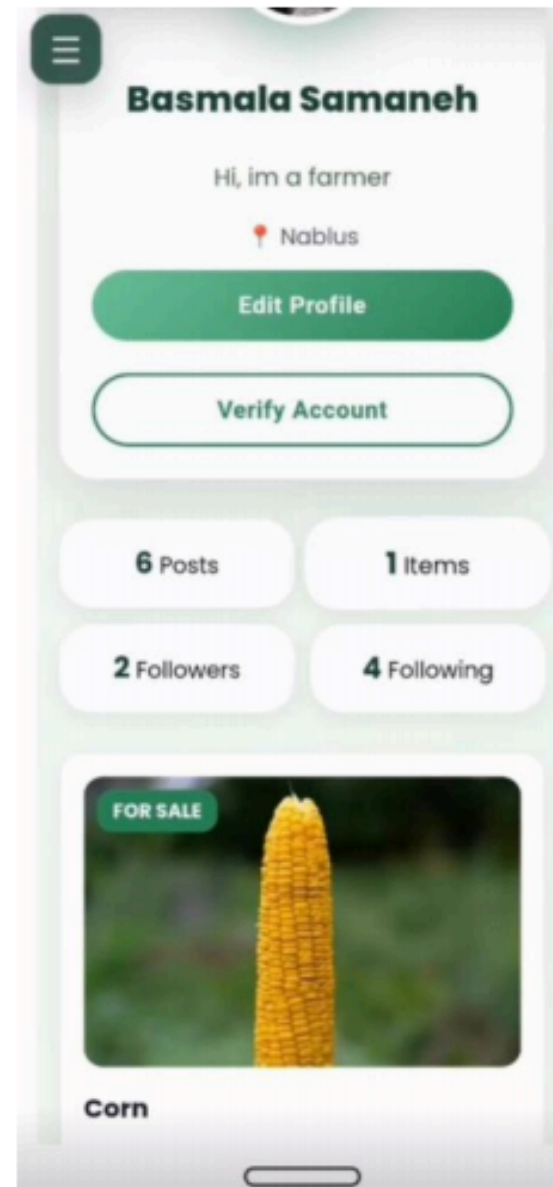 Basmala Samaneh
Hi, im a farmer
📍 Nablus
Edit Profile
Verify Account
6 Posts
1 Items
2 Followers
4 Following
FOR SALE
Corn